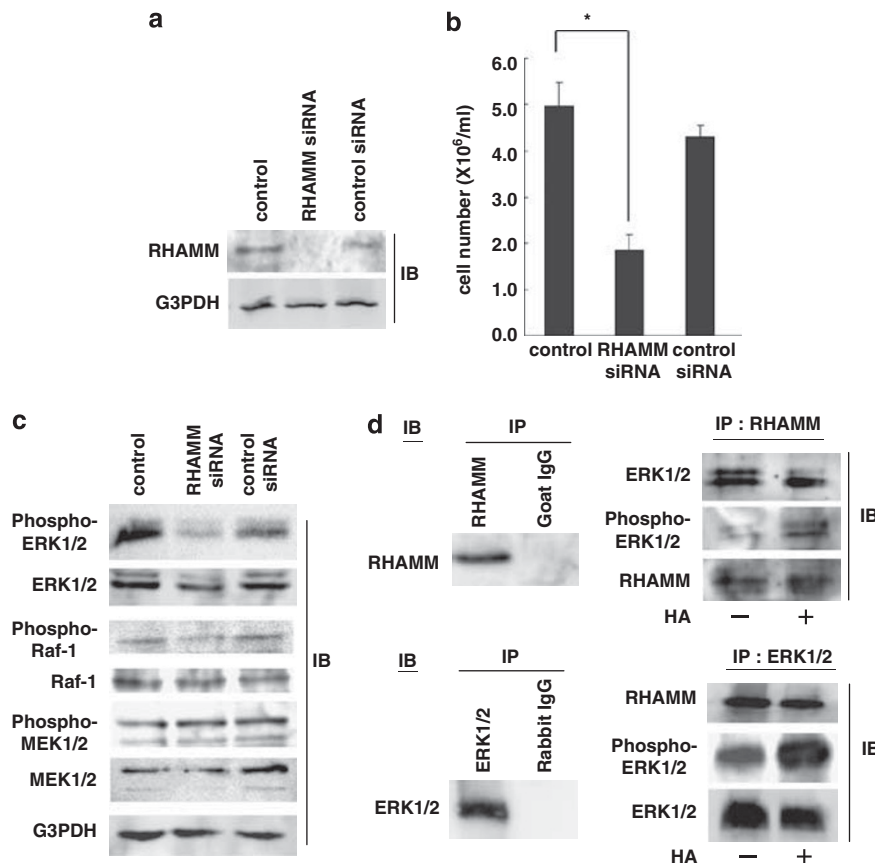 a
control
RHAMM siRNA
control siRNA
RHAMM
G3PDH
IB
b
*
cell number (X10⁶/ml)
6.0
5.0
4.0
3.0
2.0
1.0
0.0
control
RHAMM
siRNA
control
siRNA
c
control
RHAMM
siRNA
control
siRNA
Phospho-
ERK1/2
ERK1/2
Phospho-
Raf-1
Raf-1
Phospho-
MEK1/2
MEK1/2
G3PDH
IB
d
IB
IP
RHAMM
Goat IgG
RHAMM
IP : RHAMM
ERK1/2
Phospho-
ERK1/2
RHAMM
HA − +
IB
IB
IP
ERK1/2
Rabbit IgG
ERK1/2
IP : ERK1/2
RHAMM
Phospho-
ERK1/2
ERK1/2
HA − +
IB